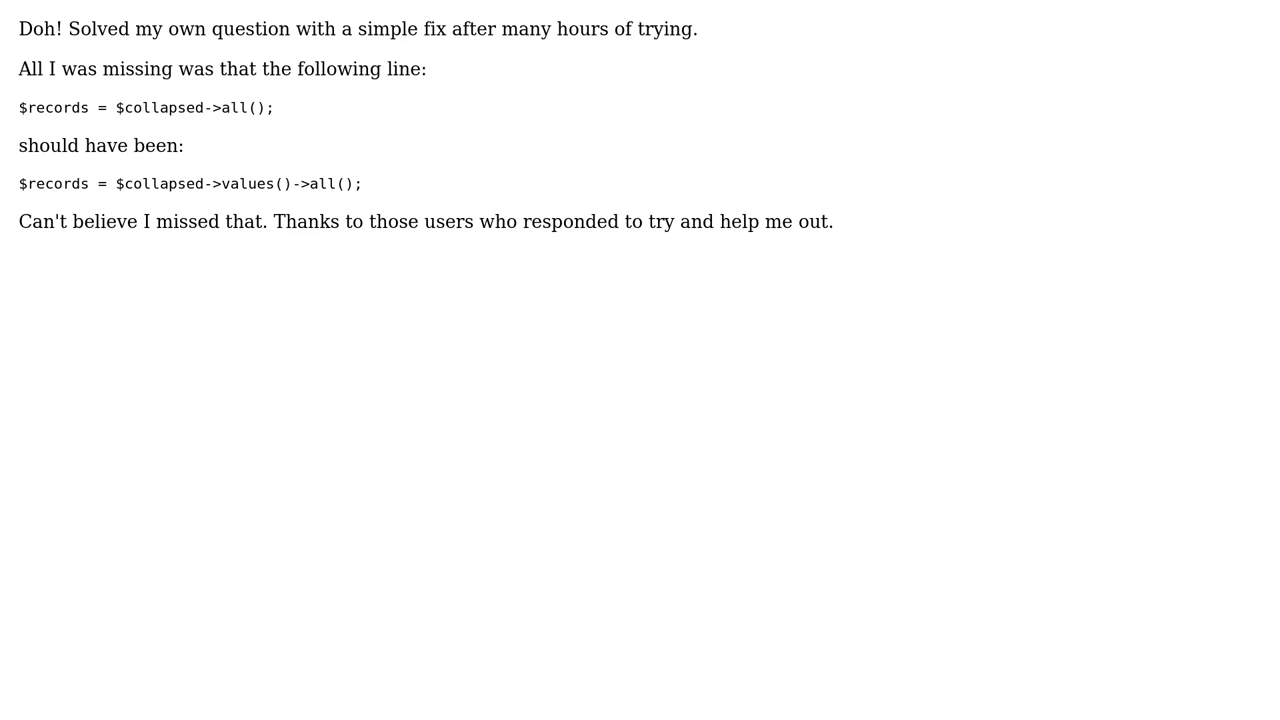 Doh! Solved my own question with a simple fix after many hours of trying.
All I was missing was that the following line:
$records = $collapsed->all();
should have been:
$records = $collapsed->values()->all();
Can't believe I missed that. Thanks to those users who responded to try and help me out.